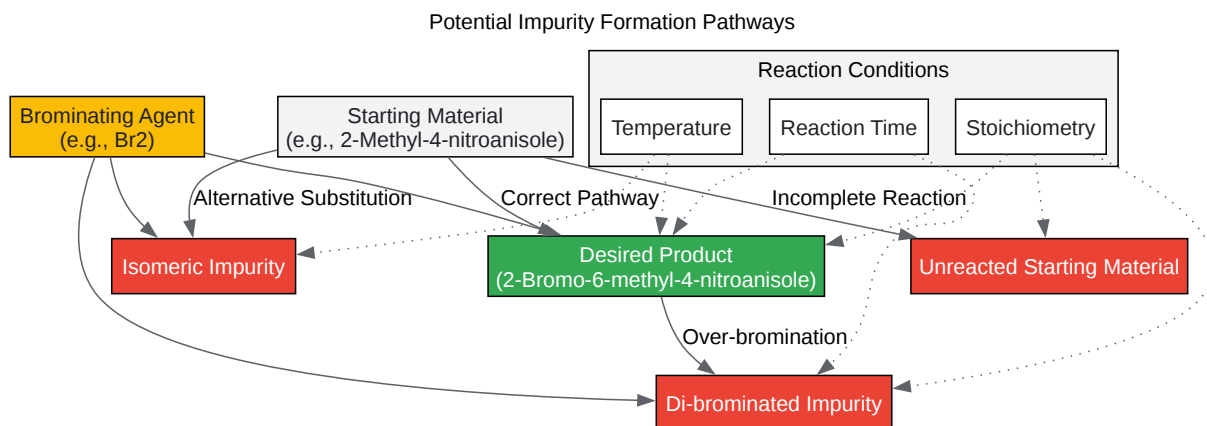 Potential Impurity Formation Pathways
Reaction Conditions
Brominating Agent
(e.g., Br2)
Starting Material
(e.g., 2-Methyl-4-nitroanisole)
Temperature
Reaction Time
Stoichiometry
Alternative Substitution
Correct Pathway
Incomplete Reaction
Isomeric Impurity
Desired Product
(2-Bromo-6-methyl-4-nitroanisole)
Unreacted Starting Material
Over-bromination
Di-brominated Impurity